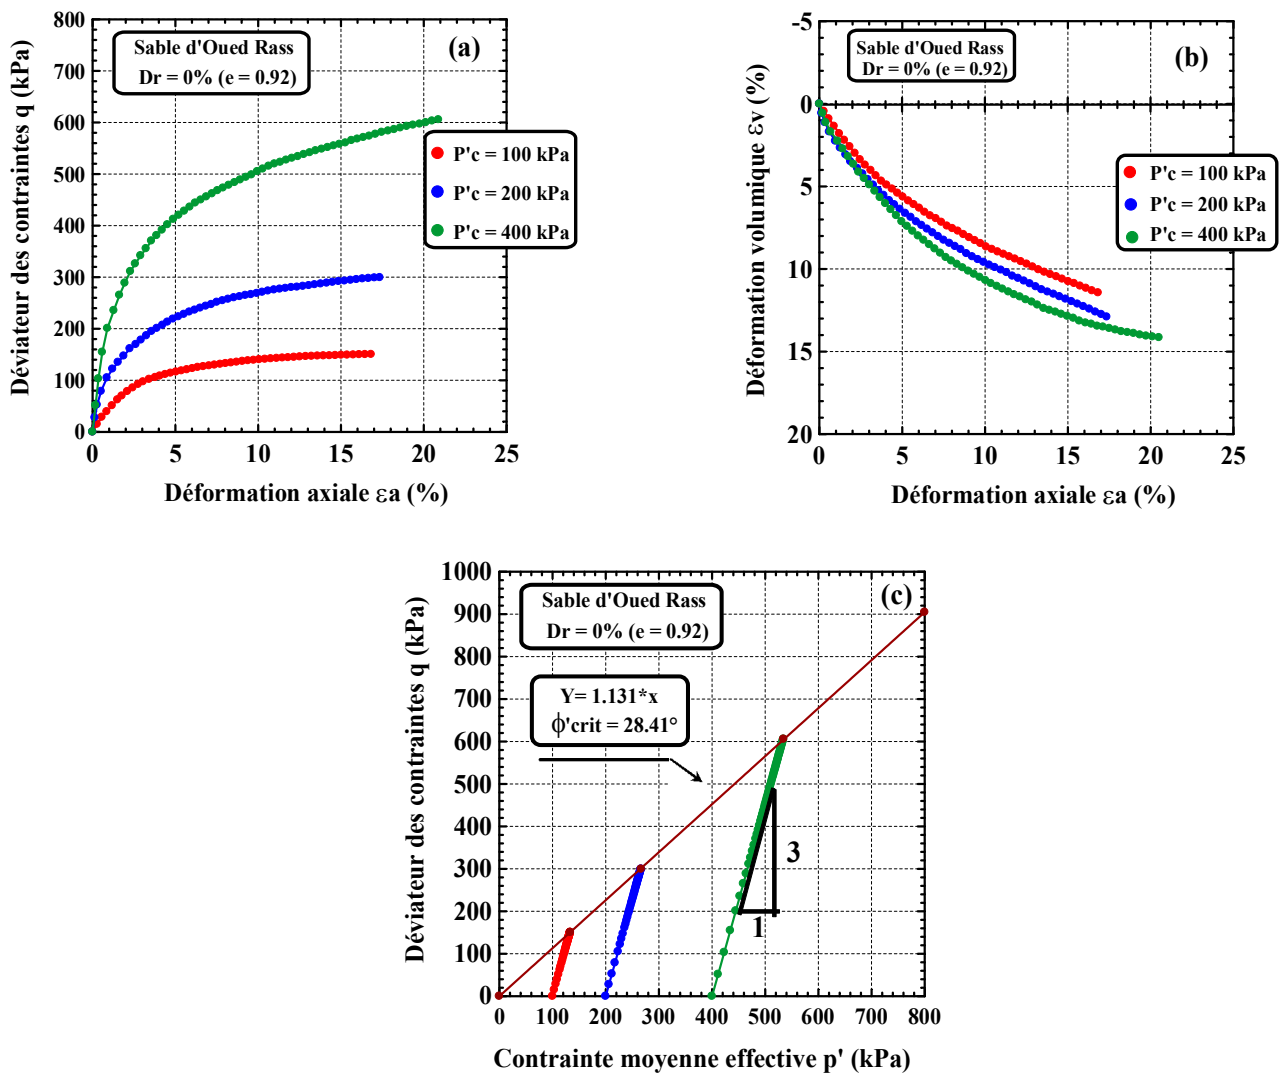 800
700
600
500
400
300
200
100
0
0
5
10
15
20
25
Déviateur des contraintes q (kPa)
Déformation axiale εa (%)
Sable d'Oued Rass
Dr = 0% (e = 0.92)
(a)
P'c = 100 kPa
P'c = 200 kPa
P'c = 400 kPa
-5
0
5
10
15
20
0
5
10
15
20
25
Déformation volumique εv (%)
Déformation axiale εa (%)
Sable d'Oued Rass
Dr = 0% (e = 0.92)
(b)
P'c = 100 kPa
P'c = 200 kPa
P'c = 400 kPa
1000
900
800
700
600
500
400
300
200
100
0
0
100
200
300
400
500
600
700
800
Déviateur des contraintes q (kPa)
Contrainte moyenne effective p' (kPa)
Sable d'Oued Rass
Dr = 0% (e = 0.92)
(c)
Y= 1.131*x
ϕ'crit = 28.41°
3
1